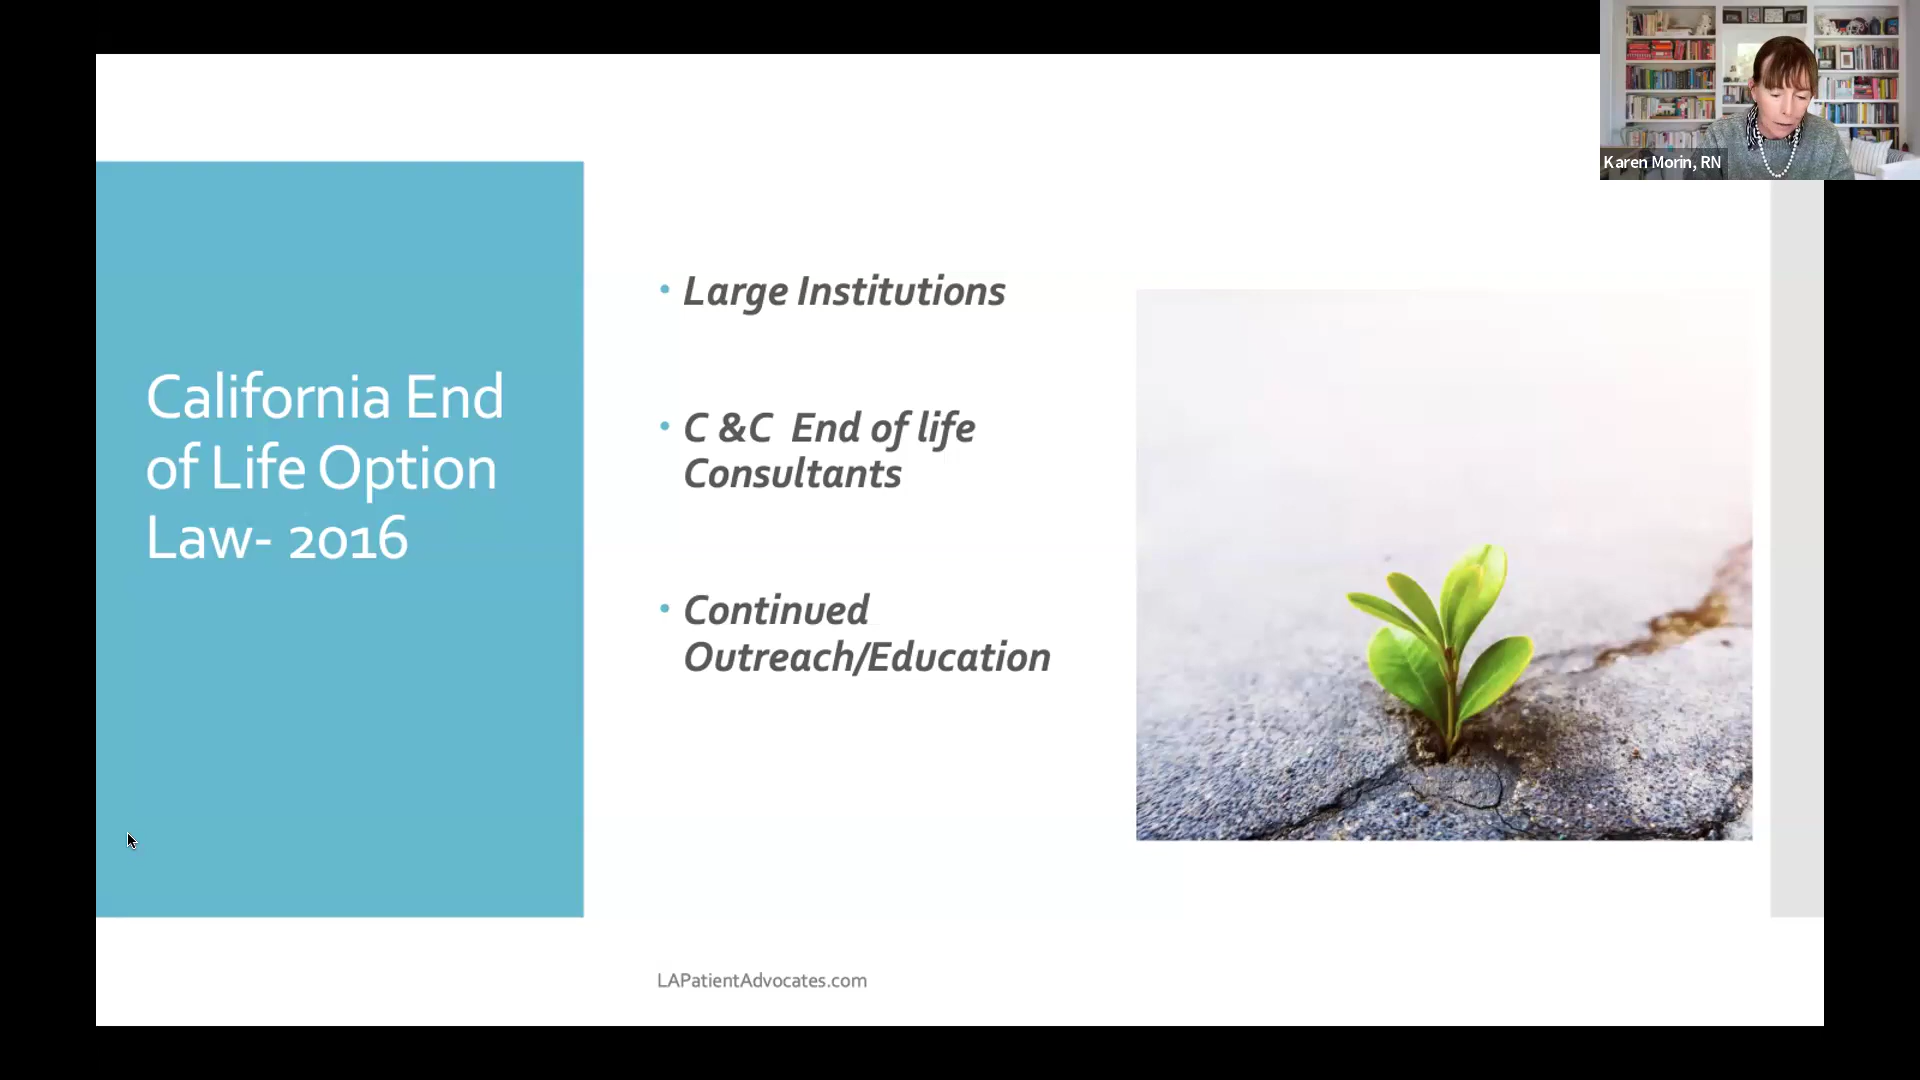 Karen Morin, RN
California End
of Life Option
Law- 2016
• Large Institutions
• C &C  End of life
Consultants
• Continued
Outreach/Education
LAPatientAdvocates.com